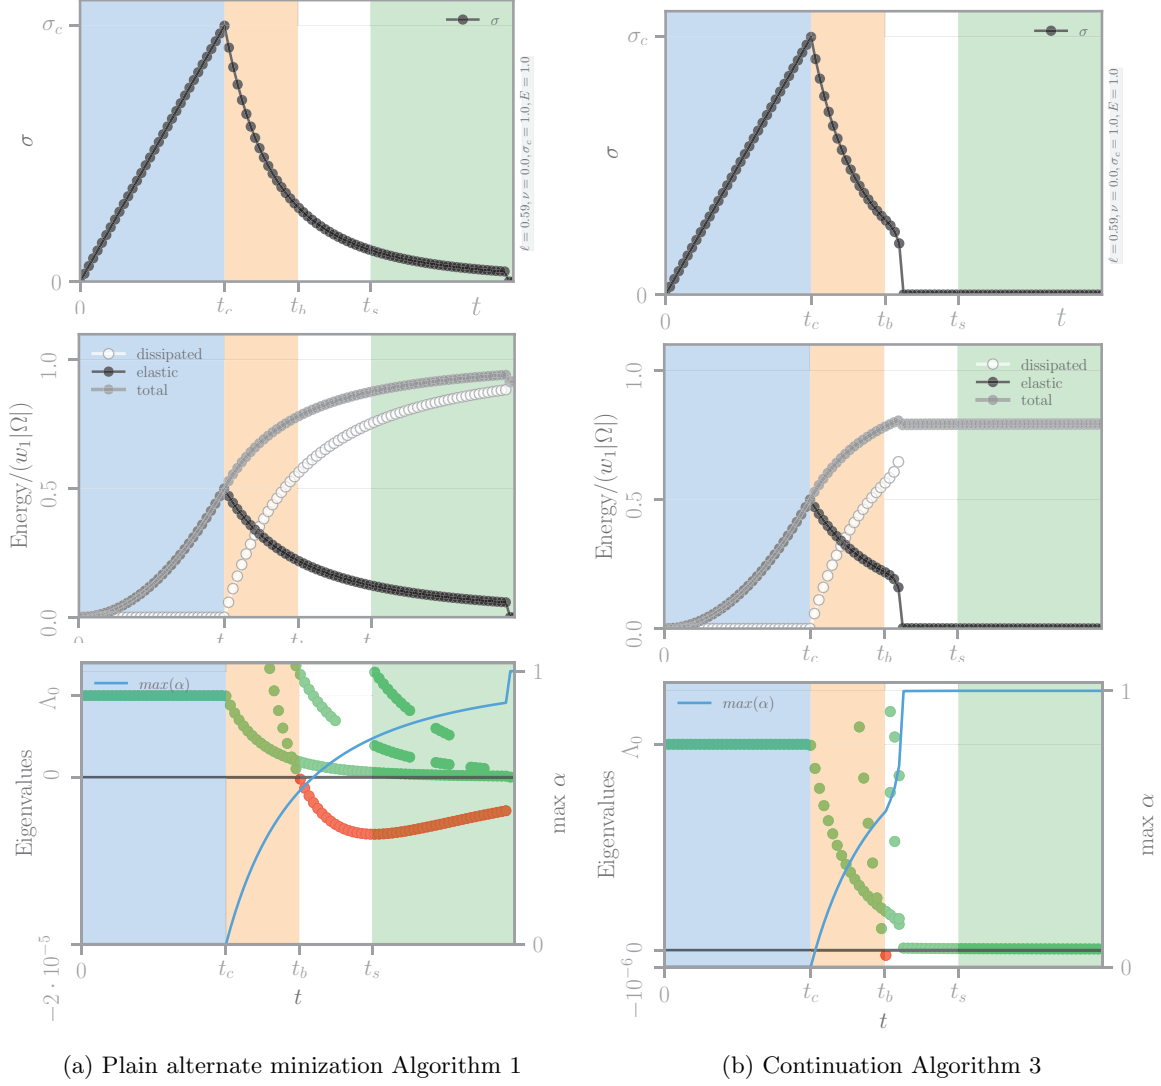 σ_c
σ
0
σ
0
t_c
t_b
t_s
t
ℓ = 0.59, ν = 0.0, σ_c = 1.0, E = 1.0
σ_c
σ
0
σ
0
t_c
t_b
t_s
t
ℓ = 0.59, ν = 0.0, σ_c = 1.0, E = 1.0
Energy/(w_1|Ω|)
1.0
0.5
0.0
dissipated
elastic
total
Energy/(w_1|Ω|)
1.0
0.5
0.0
dissipated
elastic
total
0
t_c
t_b
t_s
Eigenvalues
Λ_0
0
−2 · 10^{−5}
max(α)
1
0
max α
0
t_c
t_b
t_s
t
Eigenvalues
Λ_0
0
−10^{−6}
max(α)
1
0
max α
0
t_c
t_b
t_s
t
(a) Plain alternate minization Algorithm 1
(b) Continuation Algorithm 3